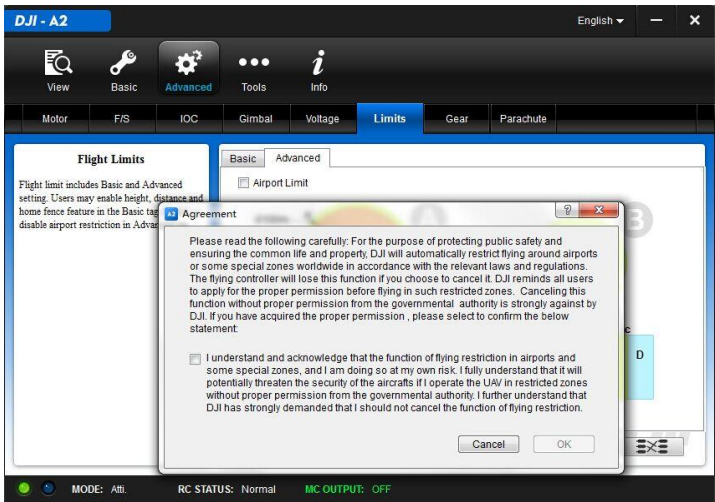 DJI - A2
English
View
Basic
Advanced
Tools
Info
Motor
F/S
IOC
Gimbal
Voltage
Limits
Gear
Parachute
Flight Limits
Flight limit includes Basic and Advanced
setting. Users may enable height, distance and
home fence feature in the Basic tag
disable airport restriction in Advan
Basic
Advanced
Airport Limit
B
c
D
A2 Agreement
Please read the following carefully: For the purpose of protecting public safety and
ensuring the common life and property, DJI will automatically restrict flying around airports
or some special zones worldwide in accordance with the relevant laws and regulations.
The flying controller will lose this function if you choose to cancel it. DJI reminds all users
to apply for the proper permission before flying in such restricted zones. Canceling this
function without proper permission from the governmental authority is strongly against by
DJI. If you have acquired the proper permission , please select to confirm the below
statement:
I understand and acknowledge that the function of flying restriction in airports and
some special zones, and I am doing so at my own risk. I fully understand that it will
potentially threaten the security of the aircrafts if I operate the UAV in restricted zones
without proper permission from the governmental authority. I further understand that
DJI has strongly demanded that I should not cancel the function of flying restriction.
Cancel
OK
MODE: Atti.
RC STATUS: Normal
MC OUTPUT: OFF